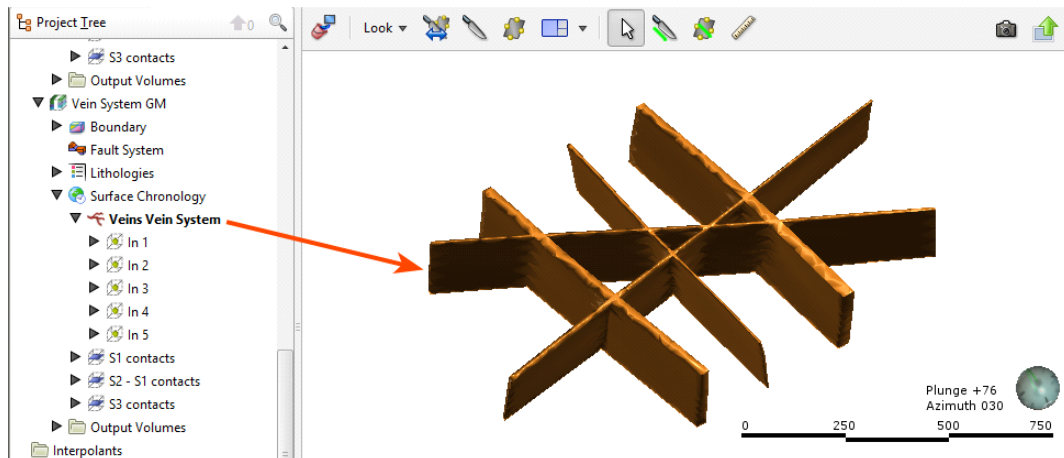 Project Tree
0
Look
S3 contacts
Output Volumes
Vein System GM
Boundary
Fault System
Lithologies
Surface Chronology
Veins Vein System
In 1
In 2
In 3
In 4
In 5
S1 contacts
S2 - S1 contacts
S3 contacts
Output Volumes
Interpolants
Plunge +76
Azimuth 030
0 250 500 750